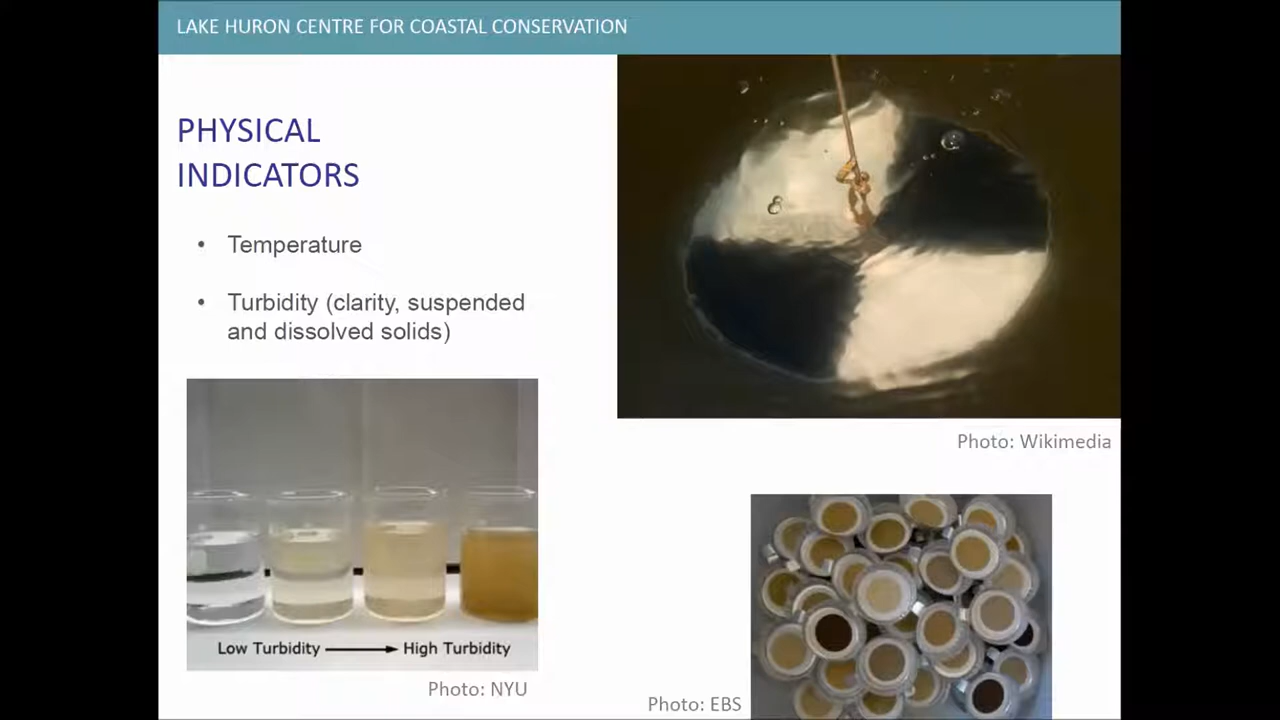 LAKE HURON CENTRE FOR COASTAL CONSERVATION
PHYSICAL
INDICATORS
• Temperature
• Turbidity (clarity, suspended
and dissolved solids)
Low Turbidity High Turbidity
Photo: NYU
Photo: Wikimedia
Photo: EBS